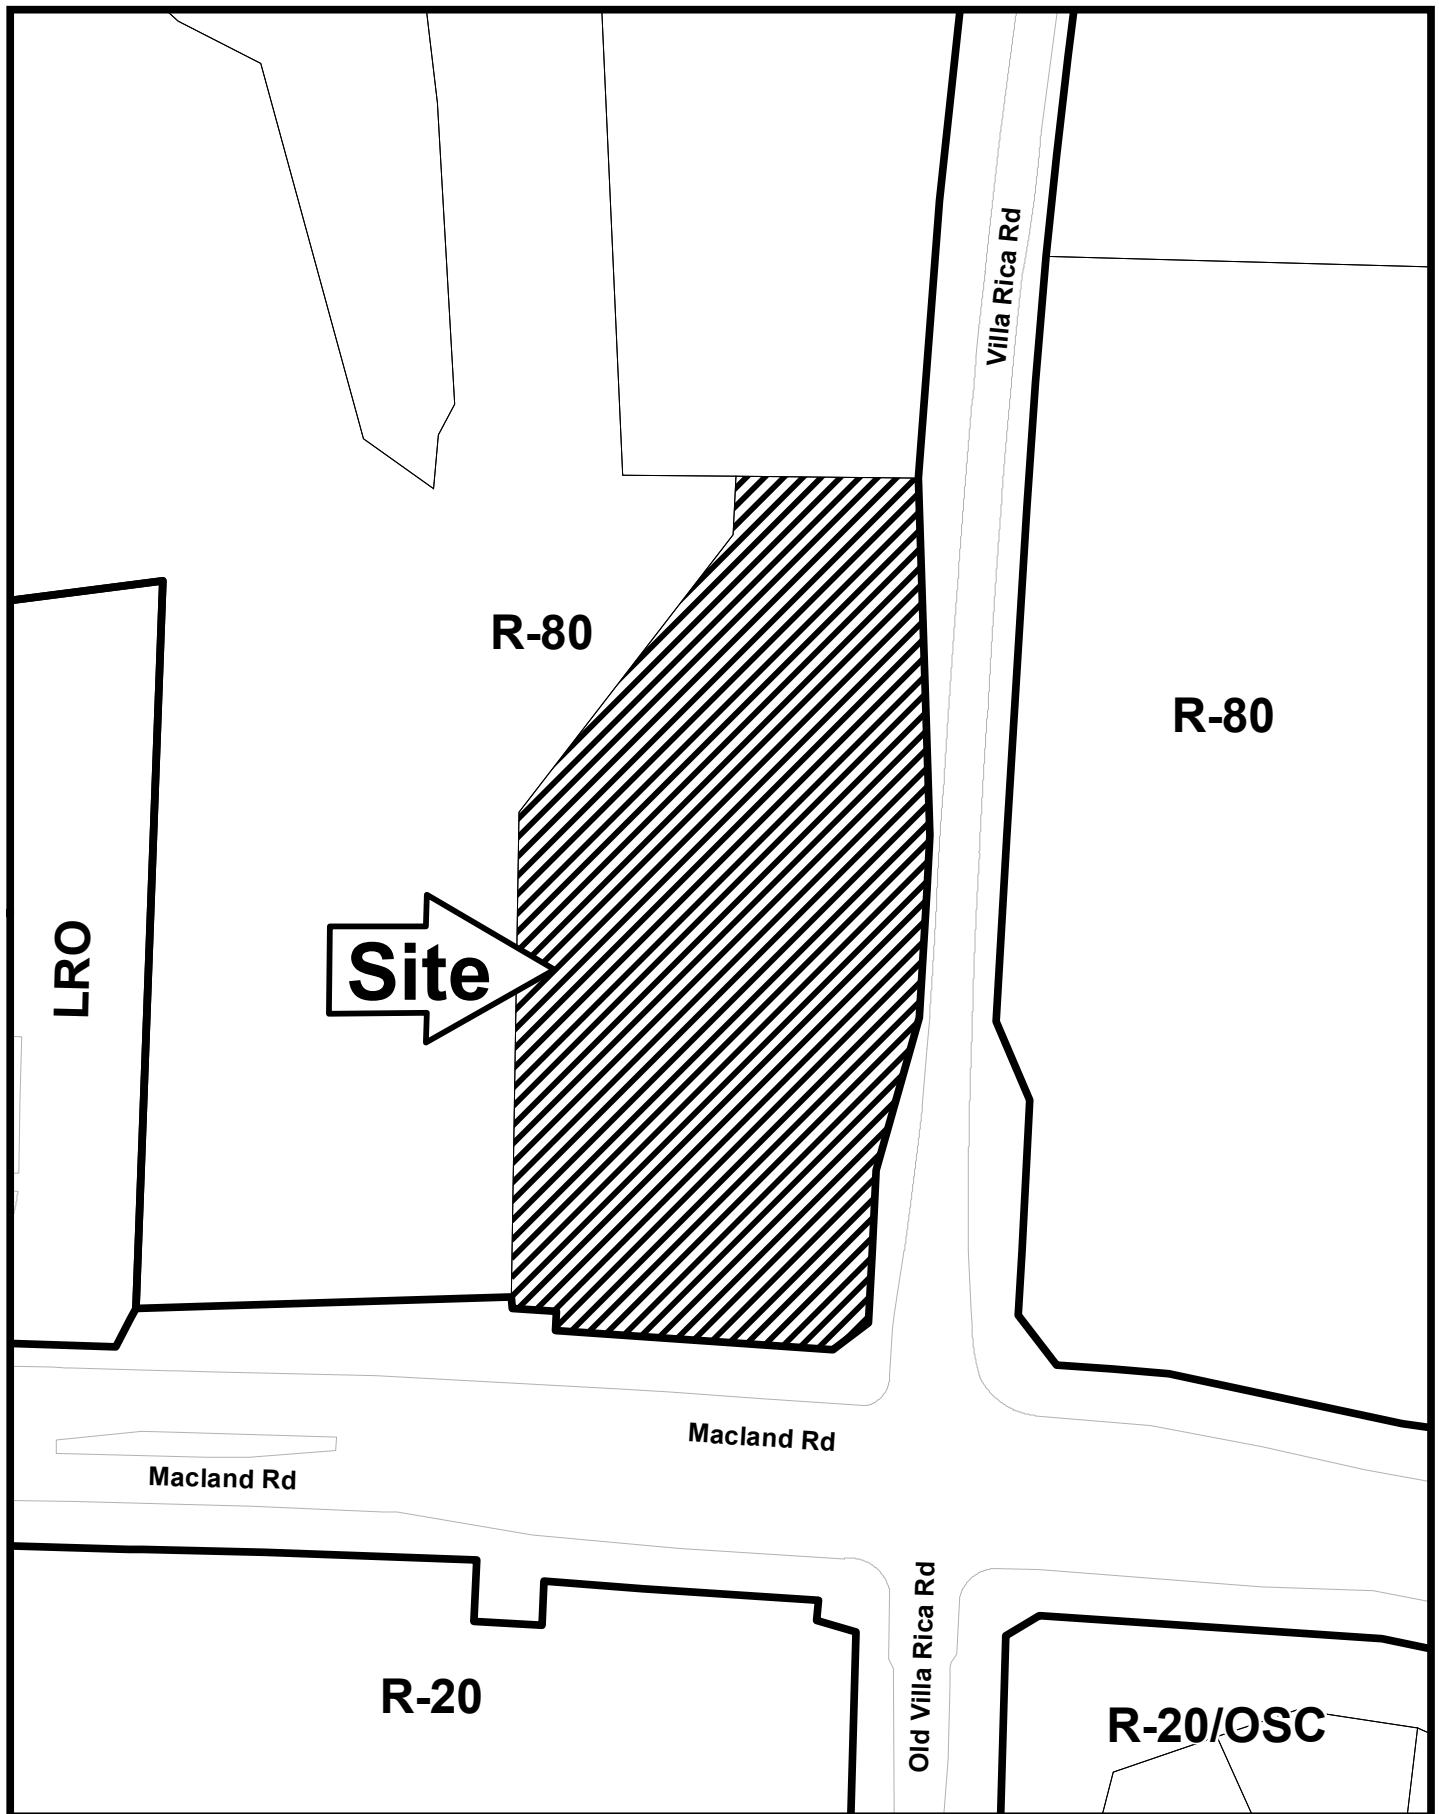 Villa Rica Rd
R-80
R-80
LRO
Site
Macland Rd
Macland Rd
Old Villa Rica Rd
R-20
R-20/OSC